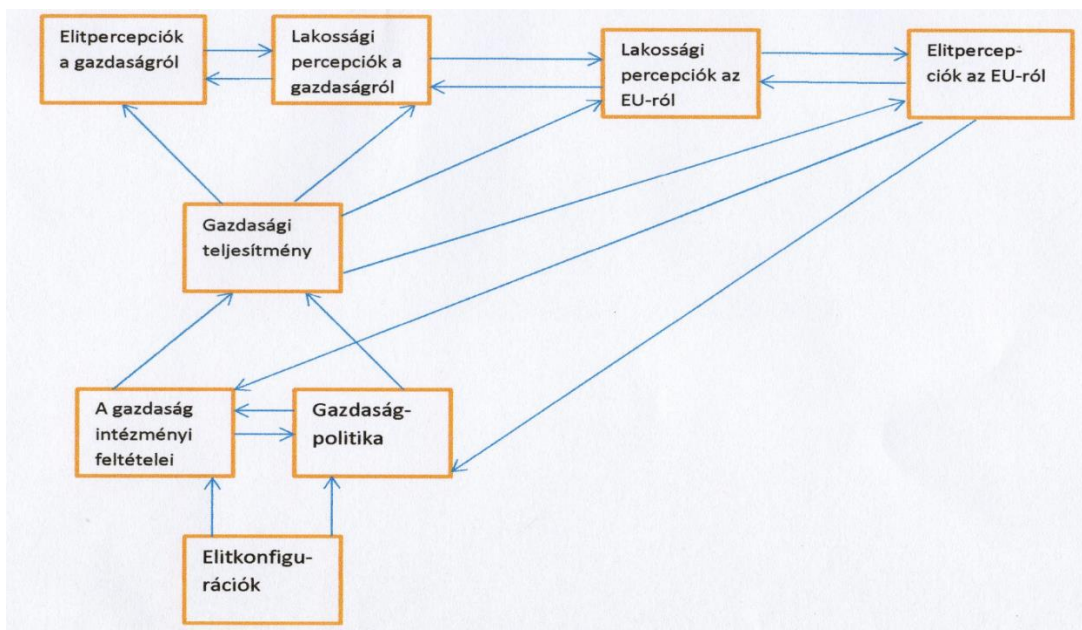 Elitpercepciók
a gazdaságról
Lakossági
percepciók a
gazdaságról
Lakossági
percepciók az
EU-ról
Elitpercep-
ciók az EU-ról
Gazdasági
teljesítmény
A gazdaság
intézményi
feltételei
Gazdaság-
politika
Elitkonfigu-
rációk